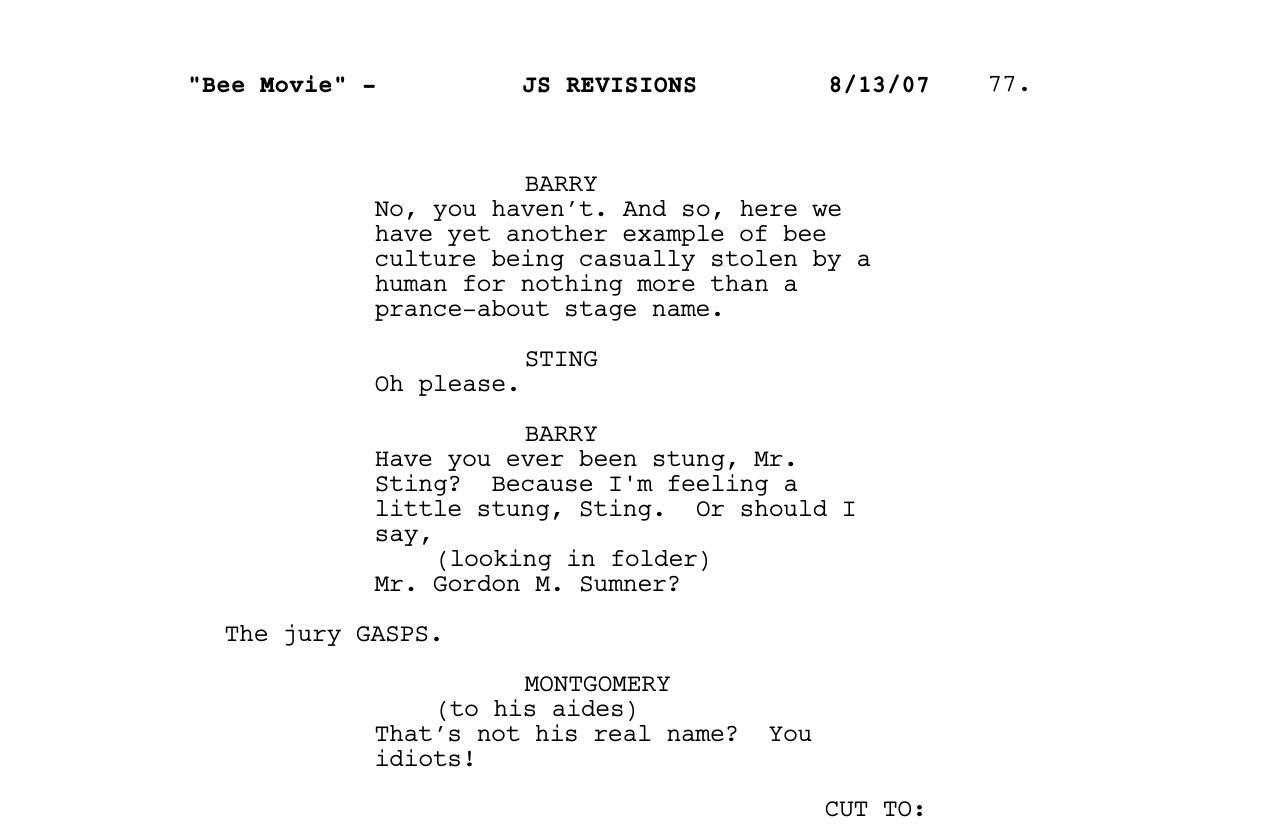 "Bee Movie" - JS REVISIONS 8/13/07 77.
BARRY
No, you haven’t. And so, here we
have yet another example of bee
culture being casually stolen by a
human for nothing more than a
prance-about stage name.
STING
Oh please.
BARRY
Have you ever been stung, Mr.
Sting?  Because I'm feeling a
little stung, Sting.  Or should I
say,
(looking in folder)
Mr. Gordon M. Sumner?
The jury GASPS.
MONTGOMERY
(to his aides)
That’s not his real name?  You
idiots!
CUT TO: